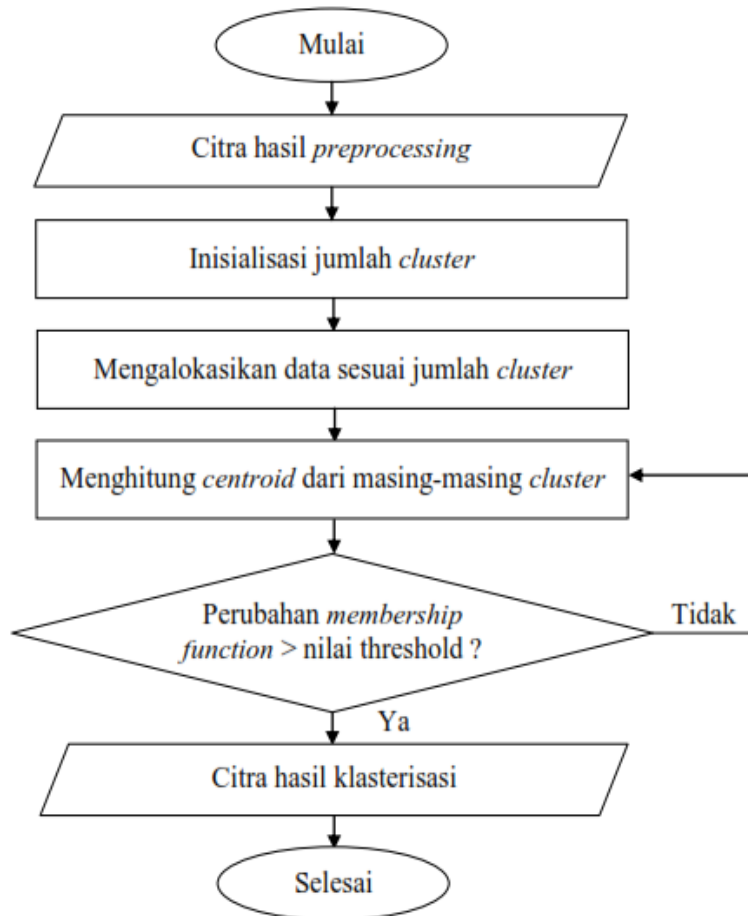 Mulai
Citra hasil preprocessing
Inisialisasi jumlah cluster
Mengalokasikan data sesuai jumlah cluster
Menghitung centroid dari masing-masing cluster
Perubahan membership
function > nilai threshold ?
Tidak
Ya
Citra hasil klasterisasi
Selesai